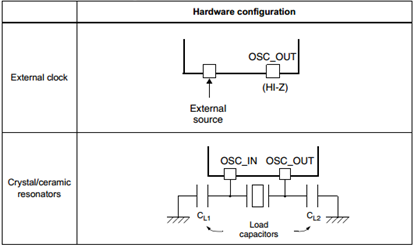 Hardware configuration
External clock
OSC_OUT
(HI-Z)
External
source
Crystal/ceramic
resonators
OSC_IN OSC_OUT
CL1
Load
capacitors
CL2